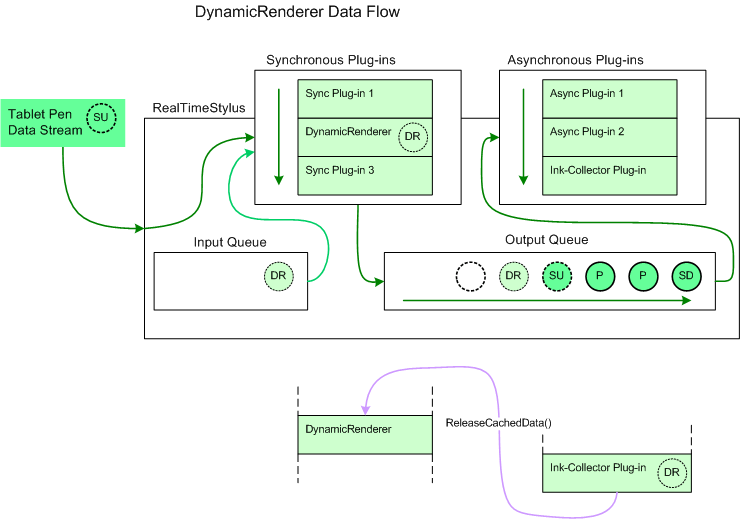 DynamicRenderer Data Flow
Synchronous Plug-ins
Asynchronous Plug-ins
Tablet Pen
Data Stream
SU
RealTimeStylus
Sync Plug-in 1
DynamicRenderer
DR
Sync Plug-in 3
Async Plug-in 1
Async Plug-in 2
Ink-Collector Plug-in
Input Queue
DR
Output Queue
DR
SU
P
P
SD
DynamicRenderer
ReleaseCachedData()
Ink-Collector Plug-in
DR